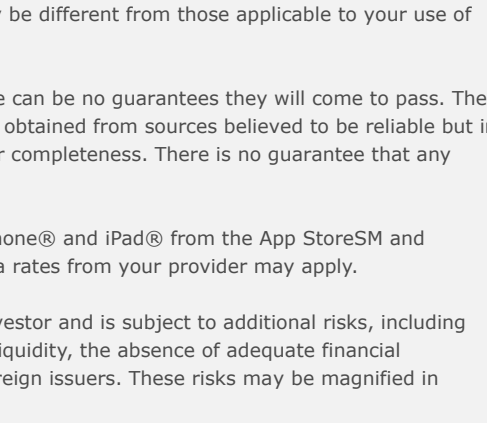 y be different from those applicable to your use of
e can be no guarantees they will come to pass. The
obtained from sources believed to be reliable but i
r completeness. There is no guarantee that any
hone® and iPad® from the App StoreSM and
a rates from your provider may apply.
vestor and is subject to additional risks, including
iquidity, the absence of adequate financial
reign issuers. These risks may be magnified in